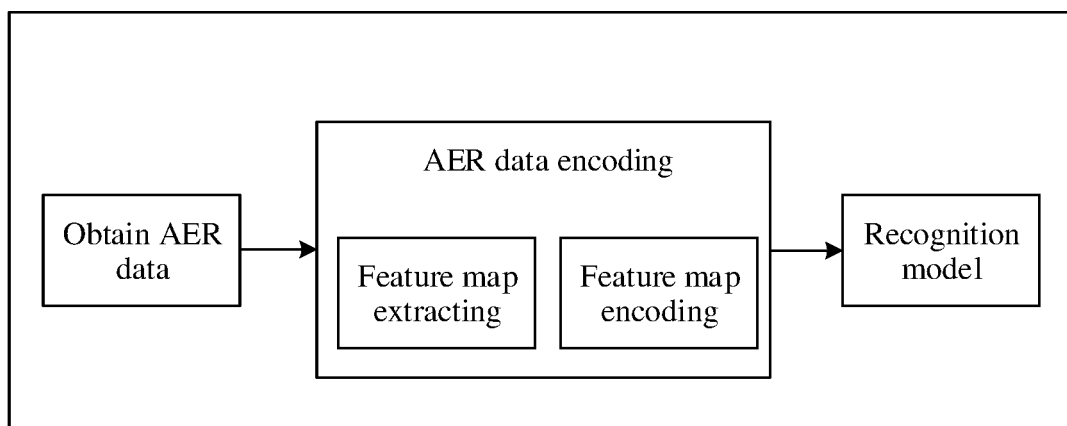 AER data encoding
Obtain AER
data
Feature map
extracting
Feature map
encoding
Recognition
model